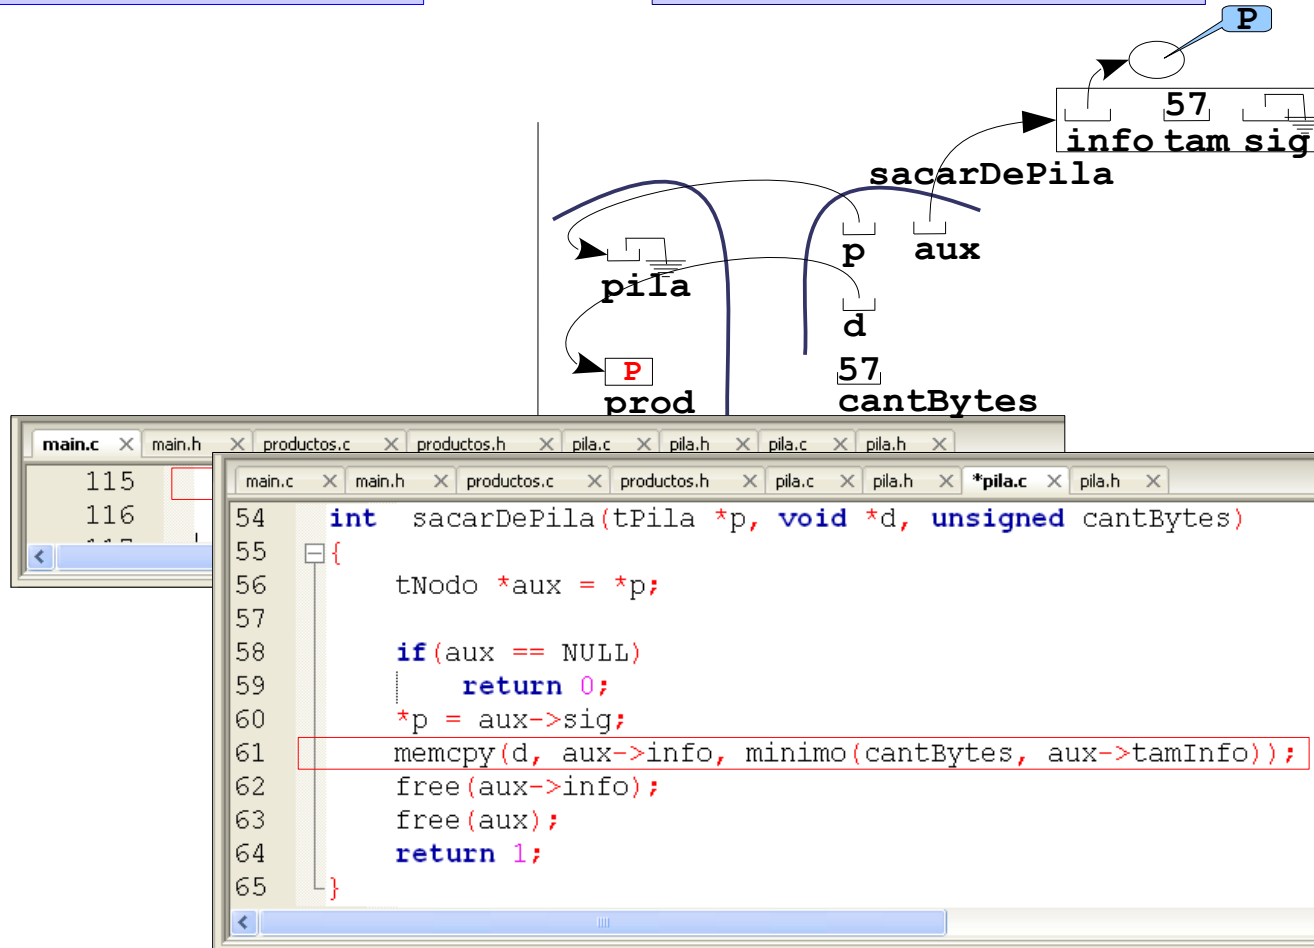 P
57
info tam sig
sacarDePila
p aux
pila
d
P
57
prod cantBytes
main.c main.h productos.c productos.h pila.c pila.h pila.c pila.h
115
116
main.c main.h productos.c productos.h pila.c pila.h *pila.c pila.h
54 int sacarDePila(tPila *p, void *d, unsigned cantBytes)
55 {
56 tNodo *aux = *p;
57
58 if(aux == NULL)
59 return 0;
60 *p = aux->sig;
61 memcpy(d, aux->info, minimo(cantBytes, aux->tamInfo));
62 free(aux->info);
63 free(aux);
64 return 1;
65 }